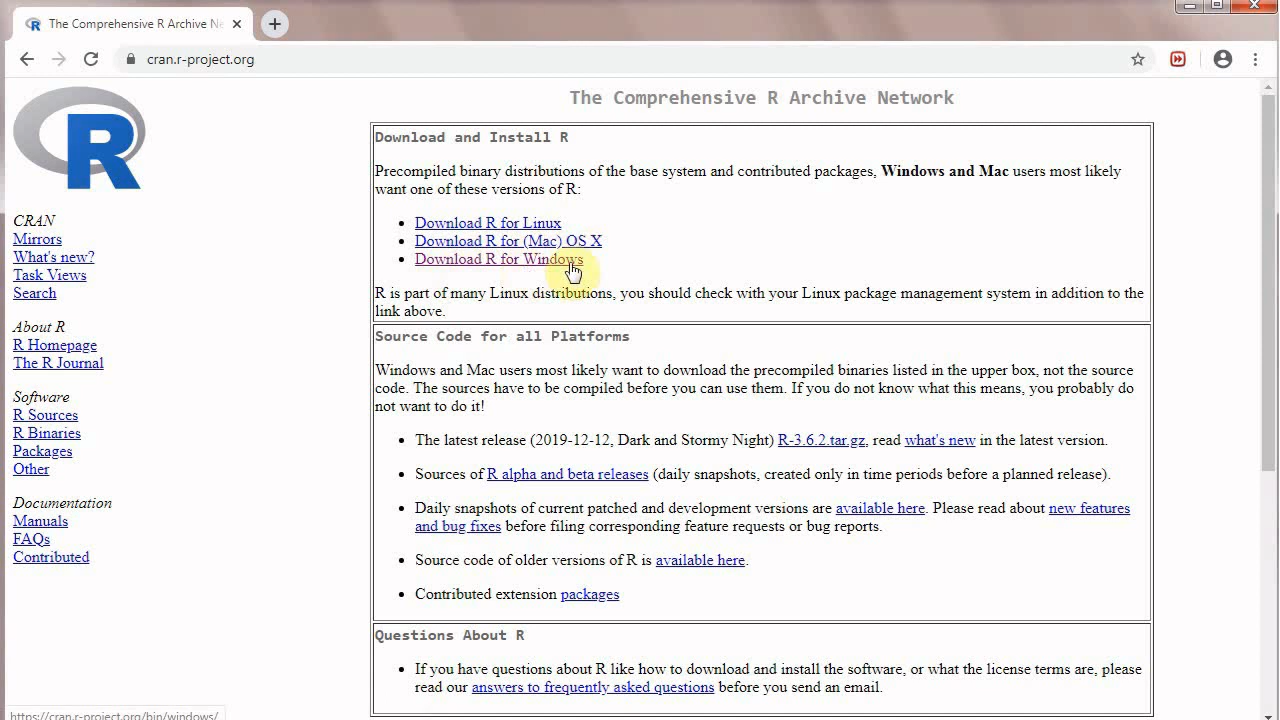 The Comprehensive R Archive Ne
cran.r-project.org
R
CRAN
Mirrors
What's new?
Task Views
Search
About R
R Homepage
The R Journal
Software
R Sources
R Binaries
Packages
Other
Documentation
Manuals
FAQs
Contributed
The Comprehensive R Archive Network
Download and Install R
Precompiled binary distributions of the base system and contributed packages, Windows and Mac users most likely
want one of these versions of R:
Download R for Linux
Download R for (Mac) OS X
Download R for Windows
R is part of many Linux distributions, you should check with your Linux package management system in addition to the
link above.
Source Code for all Platforms
Windows and Mac users most likely want to download the precompiled binaries listed in the upper box, not the source
code. The sources have to be compiled before you can use them. If you do not know what this means, you probably do
not want to do it!
The latest release (2019-12-12, Dark and Stormy Night) R-3.6.2.tar.gz, read what's new in the latest version.
Sources of R alpha and beta releases (daily snapshots, created only in time periods before a planned release).
Daily snapshots of current patched and development versions are available here. Please read about new features
and bug fixes before filing corresponding feature requests or bug reports.
Source code of older versions of R is available here.
Contributed extension packages
Questions About R
If you have questions about R like how to download and install the software, or what the license terms are, please
read our answers to frequently asked questions before you send an email.
https://cran.r-project.org/bin/windows/